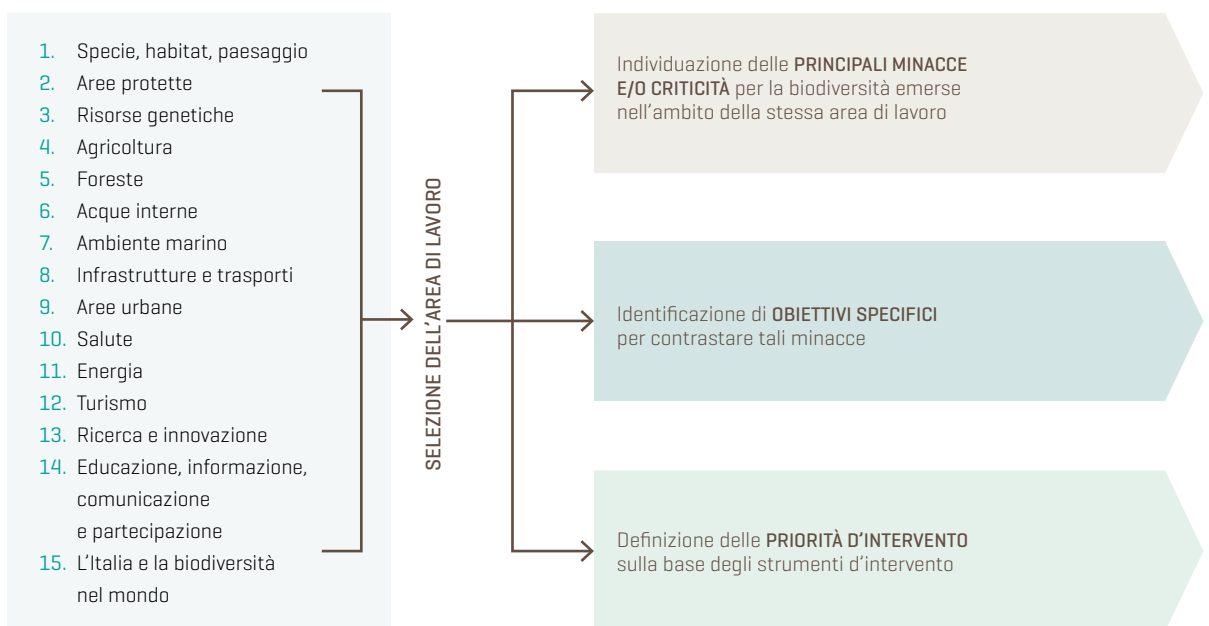 1. Specie, habitat, paesaggio
2. Aree protette
3. Risorse genetiche
4. Agricoltura
5. Foreste
6. Acque interne
7. Ambiente marino
8. Infrastrutture e trasporti
9. Aree urbane
10. Salute
11. Energia
12. Turismo
13. Ricerca e innovazione
14. Educazione, informazione,
comunicazione
e partecipazione
15. L'Italia e la biodiversità
nel mondo
SELEZIONE DELL'AREA DI LAVORO
Individuazione delle PRINCIPALI MINACCE
E/O CRITICITÀ per la biodiversità emerse
nell'ambito della stessa area di lavoro
Identificazione di OBIETTIVI SPECIFICI
per contrastare tali minacce
Definizione delle PRIORITÀ D'INTERVENTO
sulla base degli strumenti d'intervento